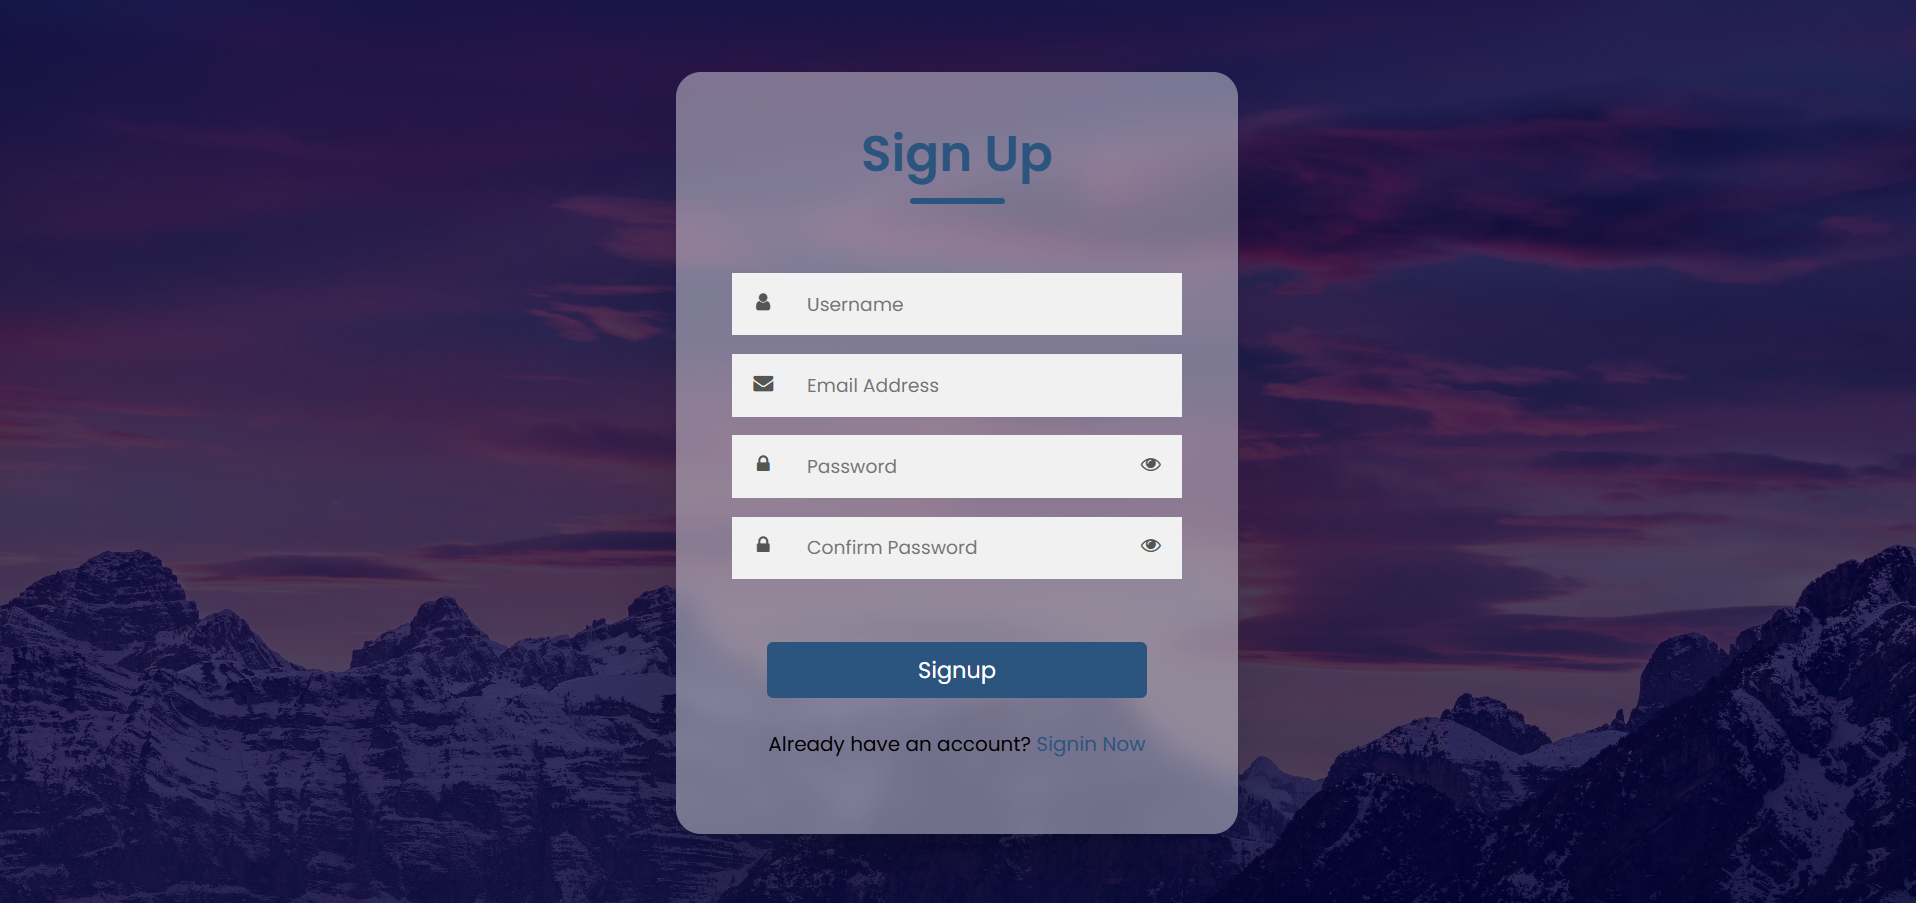 Sign Up
Username
Email Address
Password
Confirm Password
Signup
Already have an account? Signin Now